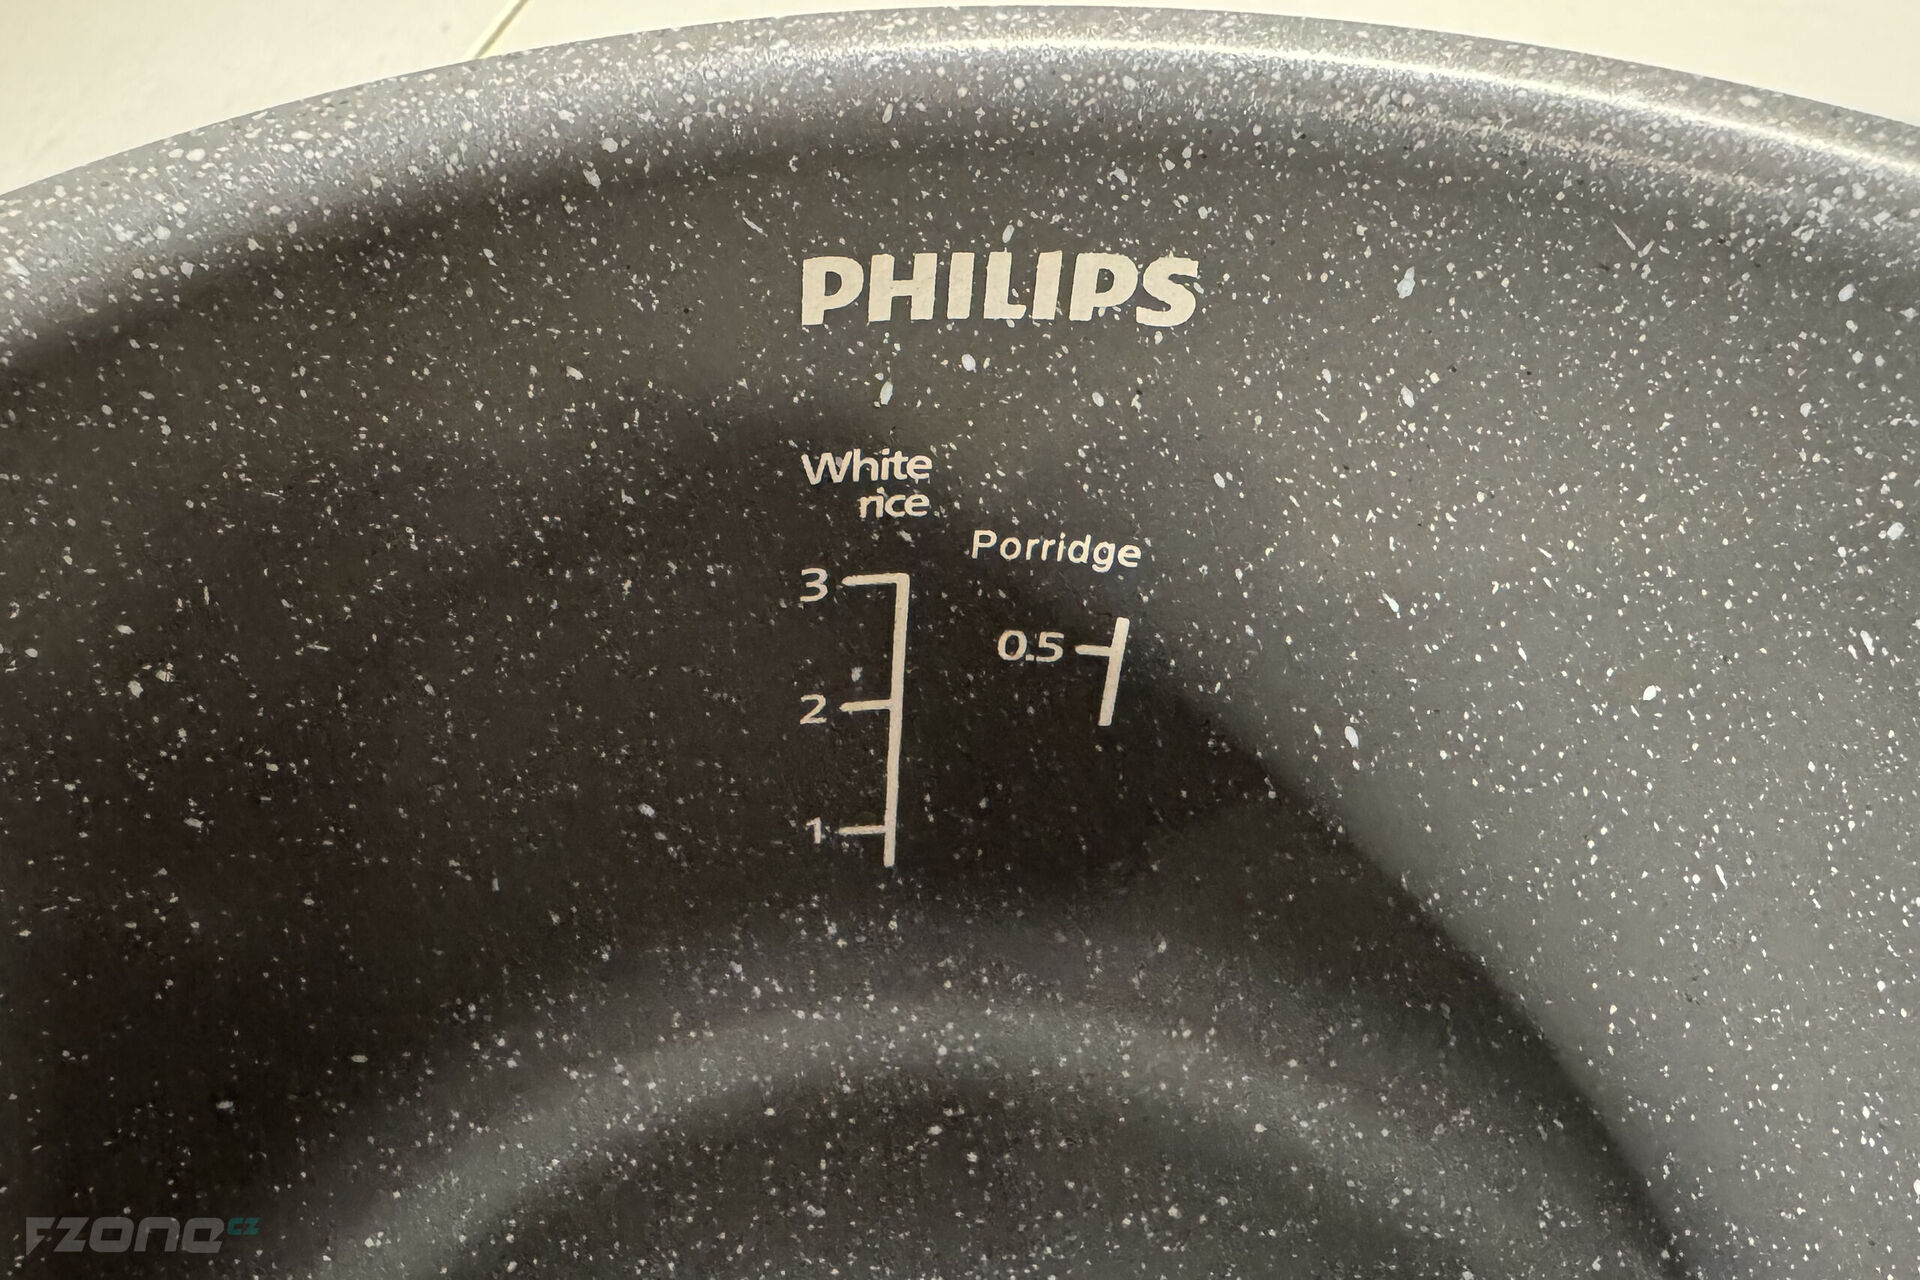 PHILIPS
White
rice
Porridge
3
0.5
2
1
fzone.cz